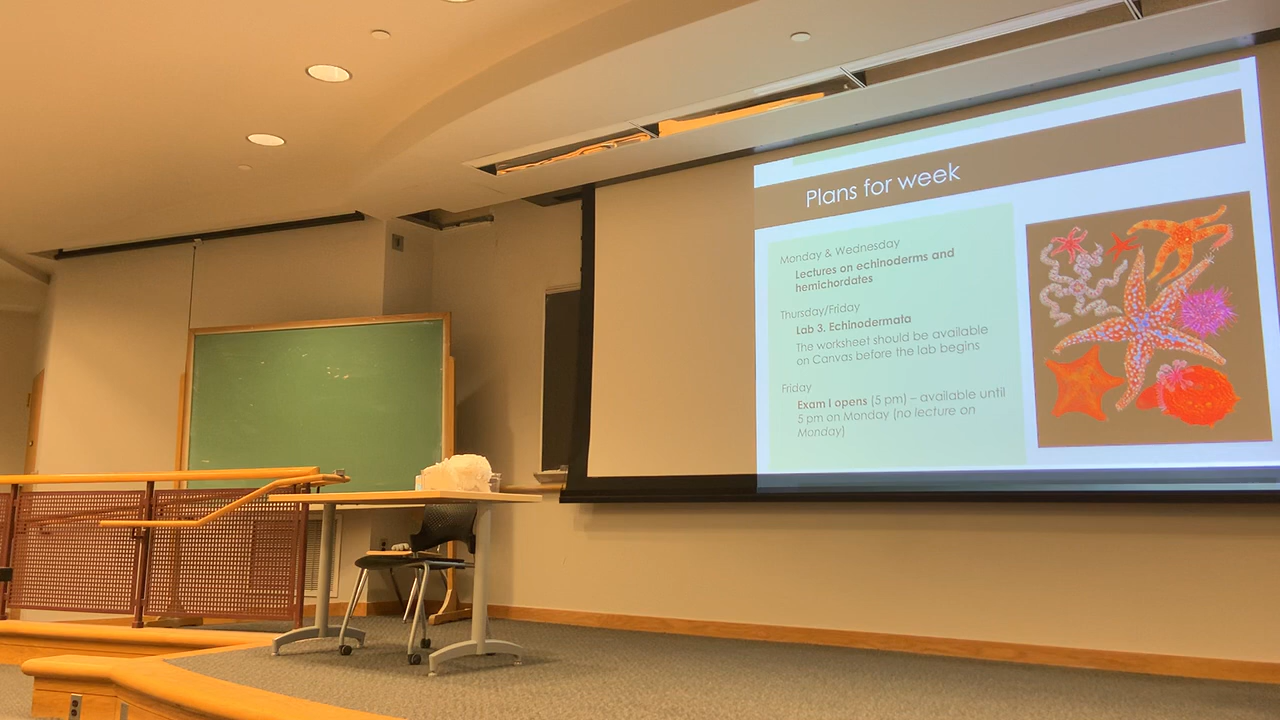 Plans for week
Monday & Wednesday
Lectures on echinoderms and
hemichordates
Thursday/Friday
Lab 3. Echinodermata
The worksheet should be available
on Canvas before the lab begins
Friday
Exam I opens (5 pm) – available until
5 pm on Monday (no lecture on
Monday)